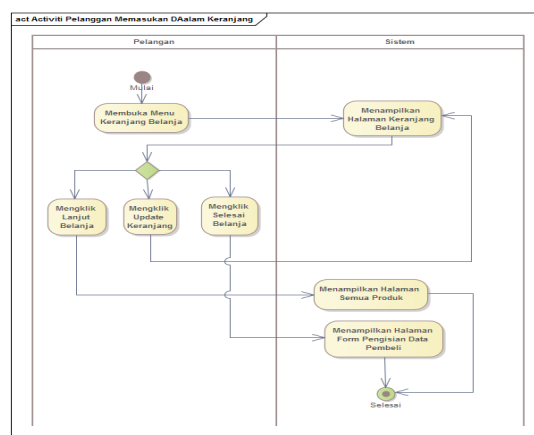 act Activiti Pelanggan Memasukan DAalam Keranjang
Pelangan
Sistem
Mulai
Membuka Menu
Keranjang Belanja
Menampilkan
Halaman Keranjang
Belanja
Mengklik
Lanjut
Belanja
Mengklik
Update
Keranjang
Mengklik
Selesai
Belanja
Menampilkan Halaman
Semua Produk
Menampilkan Halaman
Form Pengisian Data
Pembeli
Selesai